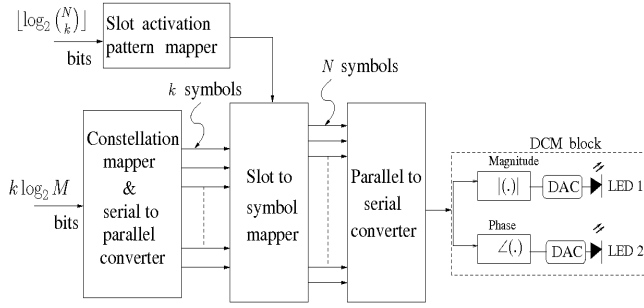 ⌊log₂ (N k)⌋
bits
Slot activation
pattern mapper
k symbols
N symbols
Constellation
mapper
&
serial to
parallel
converter
k log₂ M
bits
Slot to
symbol
mapper
Parallel to
serial
converter
DCM block
Magnitude
|(.)|
DAC
LED 1
Phase
∠(.)
DAC
LED 2